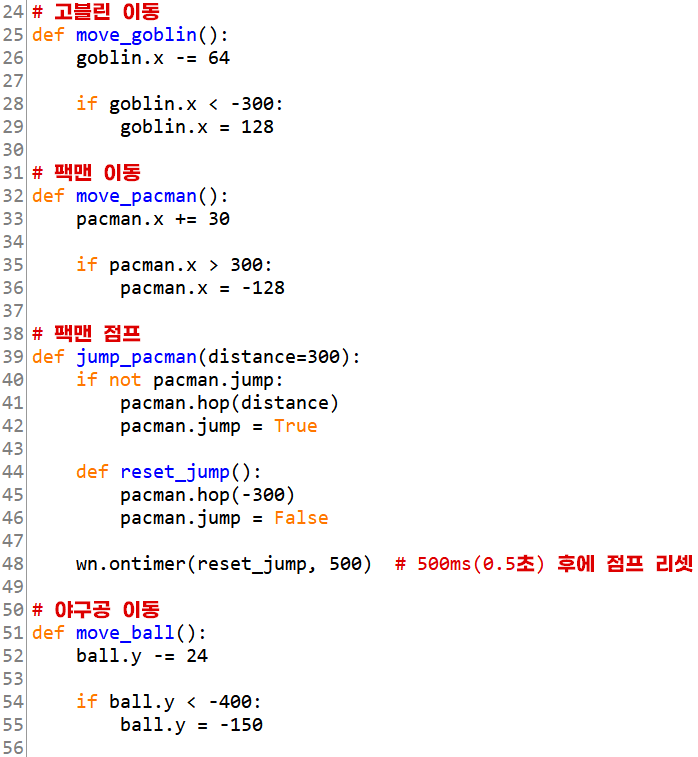 24 # 고블린 이동
25 def move_goblin():
26     goblin.x -= 64
27
28     if goblin.x < -300:
29         goblin.x = 128
30
31 # 팩맨 이동
32 def move_pacman():
33     pacman.x += 30
34
35     if pacman.x > 300:
36         pacman.x = -128
37
38 # 팩맨 점프
39 def jump_pacman(distance=300):
40     if not pacman.jump:
41         pacman.hop(distance)
42         pacman.jump = True
43
44     def reset_jump():
45         pacman.hop(-300)
46         pacman.jump = False
47
48     wn.ontimer(reset_jump, 500)  # 500ms(0.5초) 후에 점프 리셋
49
50 # 야구공 이동
51 def move_ball():
52     ball.y -= 24
53
54     if ball.y < -400:
55         ball.y = -150
56